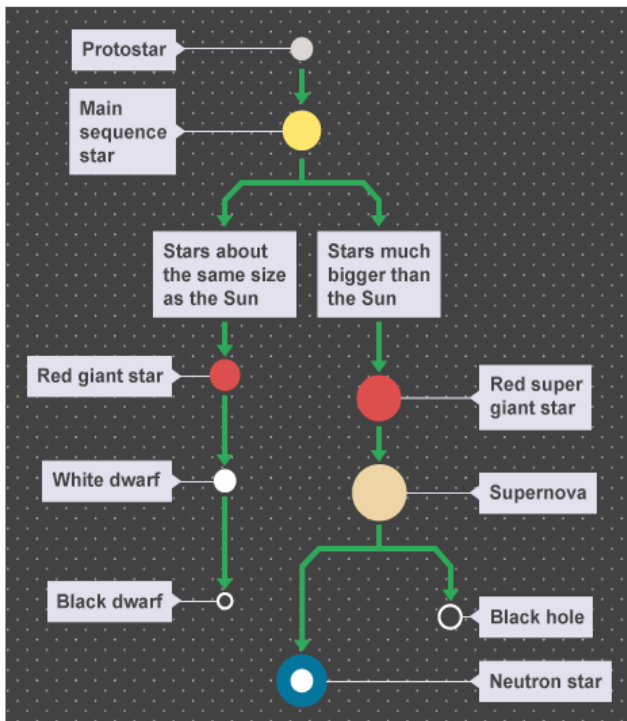 Protostar
Main
sequence
star
Stars about
the same size
as the Sun
Stars much
bigger than
the Sun
Red giant star
Red super
giant star
White dwarf
Supernova
Black dwarf
Black hole
Neutron star